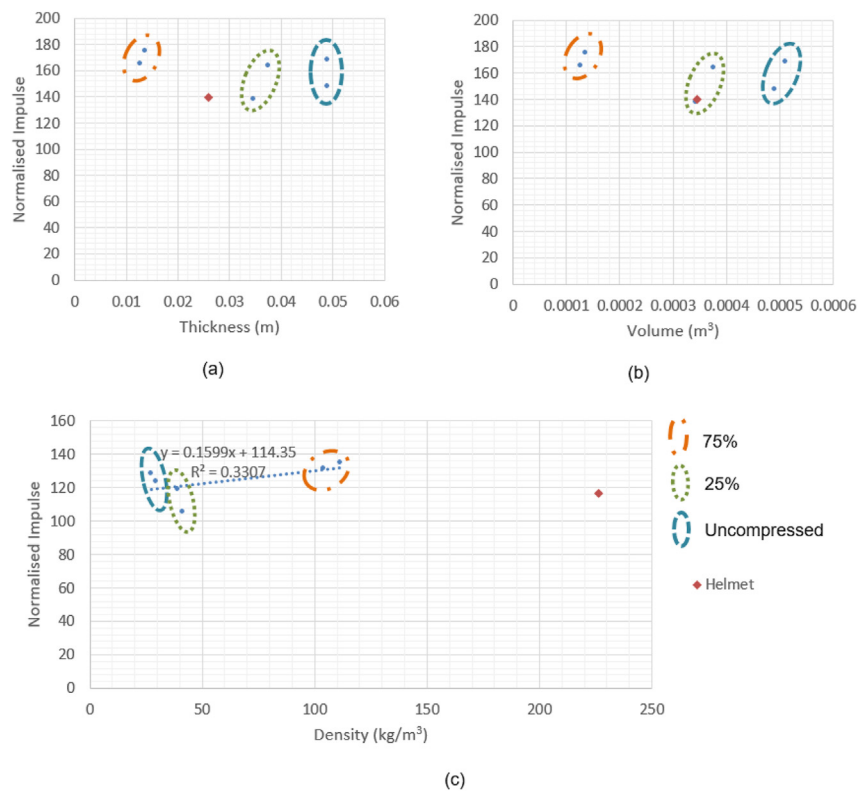 200
180
160
140
120
100
80
60
40
20
0
Normalised Impulse
0 0.01 0.02 0.03 0.04 0.05 0.06
Thickness (m)
(a)
200
180
160
140
120
100
80
60
40
20
0
Normalised Impulse
0 0.0001 0.0002 0.0003 0.0004 0.0005 0.0006
Volume (m³)
(b)
160
140
120
100
80
60
40
20
0
Normalised Impulse
y = 0.1599x + 114.35
R² = 0.3307
0 50 100 150 200 250
Density (kg/m³)
(c)
75%
25%
Uncompressed
Helmet